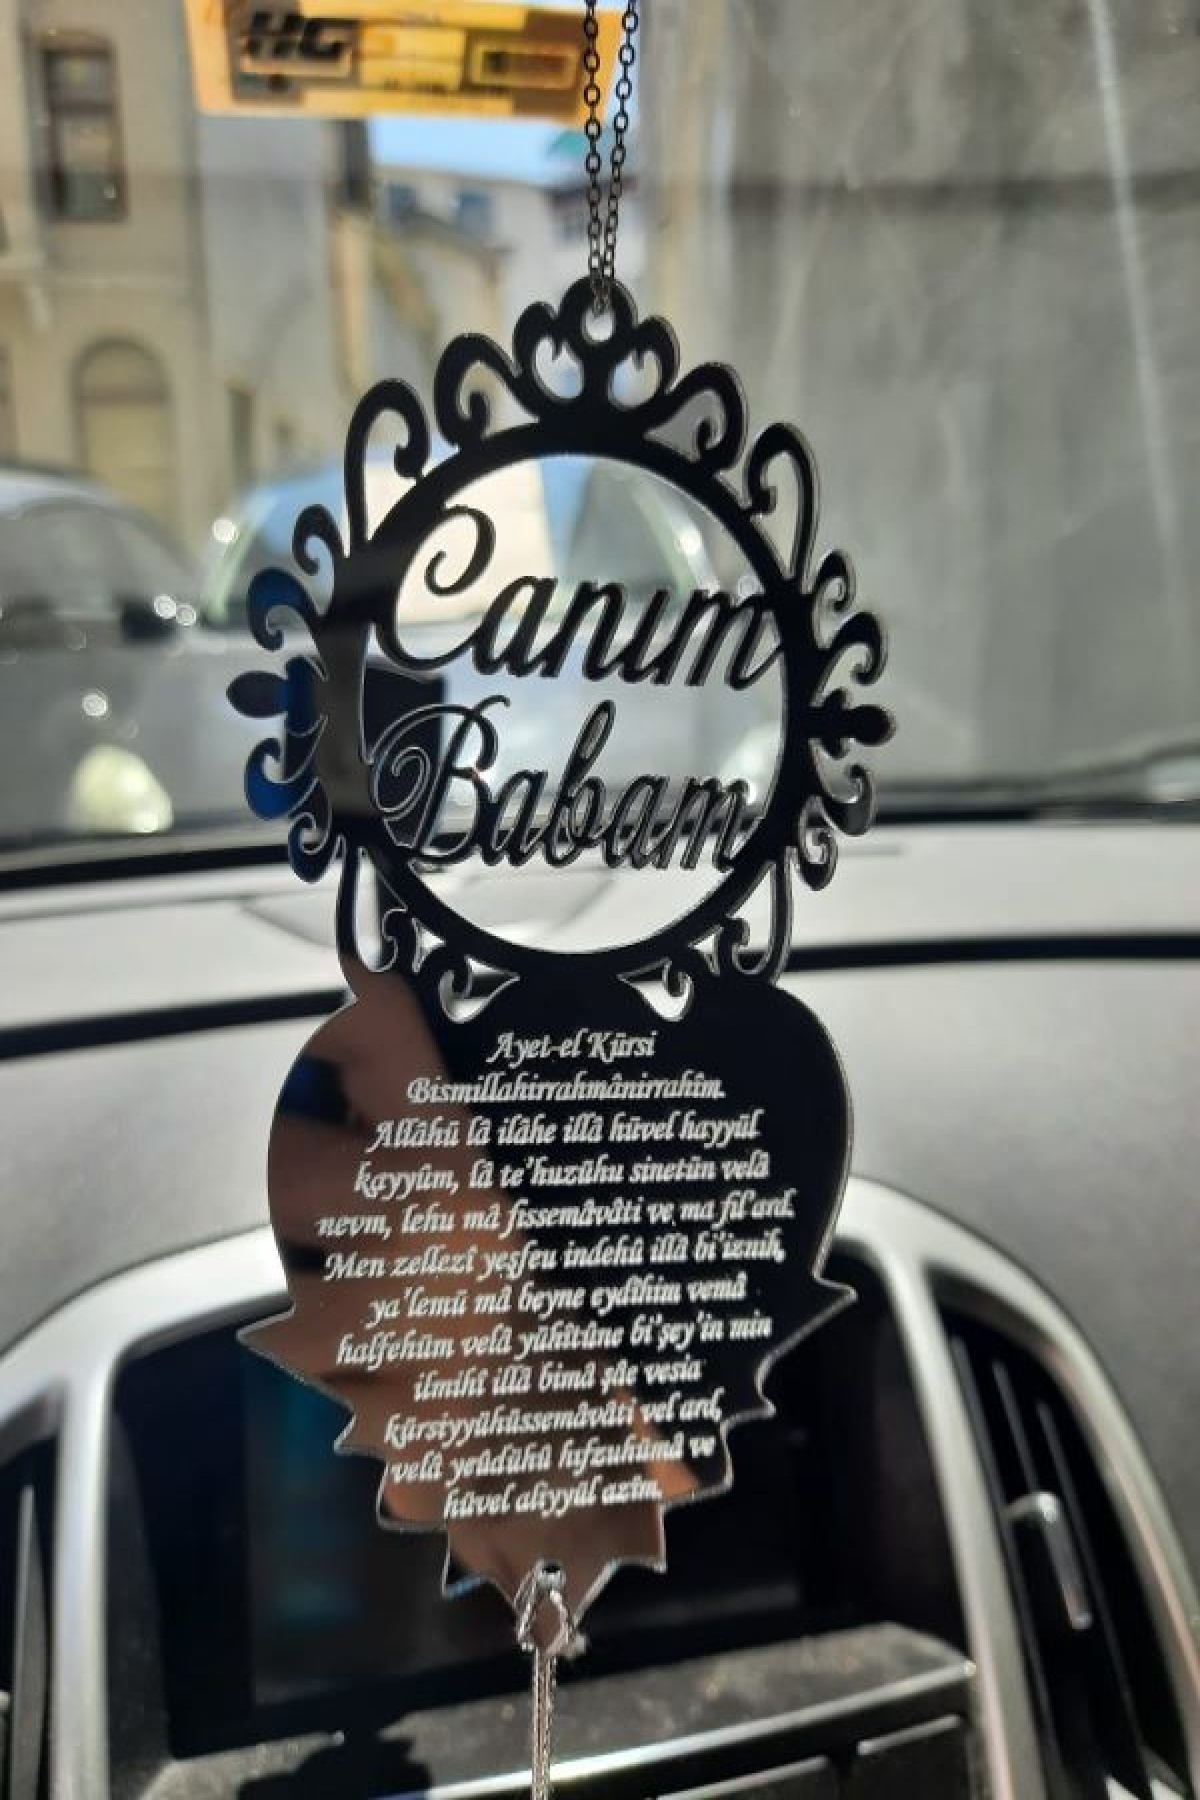 HG
Canım
Babam
Ayet-el Kürsi
Bismillahirrahmânirrahîm.
Allâhü lâ ilâhe illâ hüvel hayyül
kayyûm, lâ te'huzühu sinetün velâ
nevm, lehu mâ fissemâvâti ve ma fil'ard.
Men zellezî yeşfeu indehû illâ bi'iznih,
ya'lemü mâ beyne eydîhim vemâ
halfehüm velâ yühîtûne bi'şey'in min
ilmihî illâ bimâ şâe vesia
kürsiyyühüssemâvâti vel ard,
velâ yeûdühû hıfzuhümâ ve
hüvel aliyyül azîm.